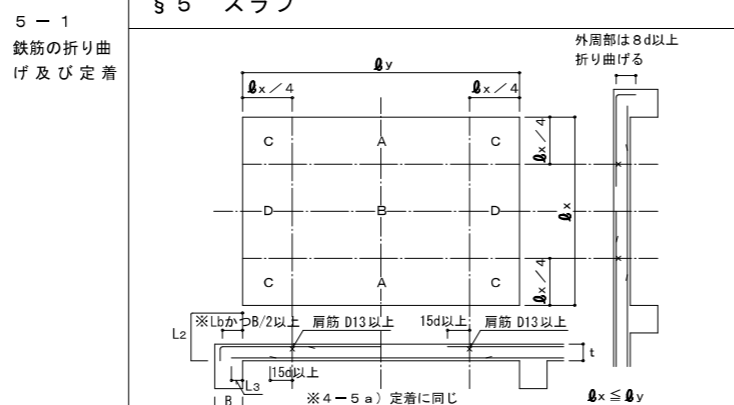 §5 スラブ
5-1
鉄筋の折り曲
げ及び定着
外周部は8d以上
折り曲げる
ℓy
ℓx/4
ℓx/4
C A C
ℓx/4
D B D
ℓx
C A C
ℓx/4
※LbかつB/2以上
肩筋 D13以上
15d以上
肩筋 D13以上
L2
t
15d以上
L3
B
※4-5a)定着に同じ
ℓx≦ℓy